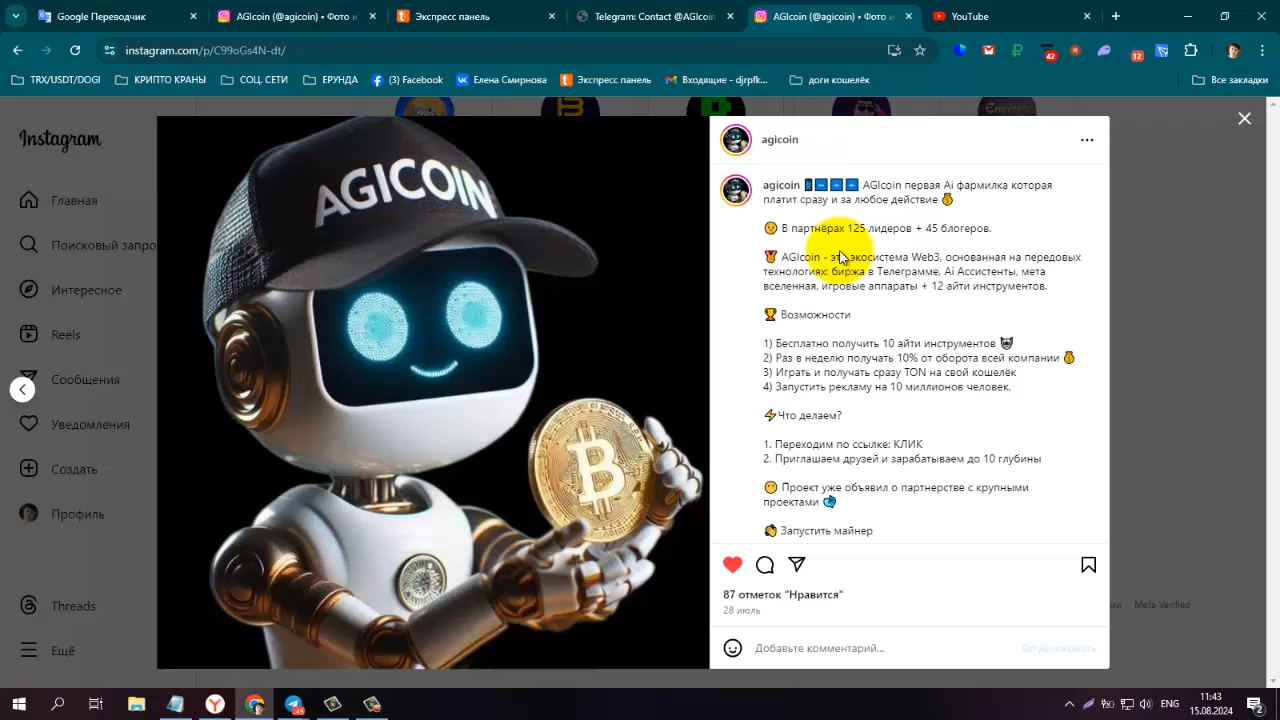 Google Переводчик
AGIcoin (@agicoin) • Фото и
Экспресс панель
Telegram: Contact @AGIco
AGIcoin (@agicoin) • Фото и
YouTube
instagram.com/p/C99oGs4N-dt/
42
12
TRX/USDT/DOGI
КРИПТО КРАНЫ
СОЦ. СЕТИ
ЕРУНДА
(3) Facebook
Елена Смирнова
Экспресс панель
Входящие - djrpfk...
доги кошелёк
Все закладки
Instagram
Главная
Поисковый запро
Интересное
Reels
Сообщения
Уведомления
Создать
Профиль
Threads
Ещё
AGICOIN
agicoin
agicoin AGIcoin первая Ai фармилка которая
платит сразу и за любое действие
В партнёрах 125 лидеров + 45 блогеров.
AGIcoin - это экосистема Web3, основанная на передовых
технологиях: биржа в Телеграмме, Ai Ассистенты, мета
вселенная, игровые аппараты + 12 айти инструментов.
Возможности
1) Бесплатно получить 10 айти инструментов
2) Раз в неделю получать 10% от оборота всей компании
3) Играть и получать сразу TON на свой кошелёк
4) Запустить рекламу на 10 миллионов человек.
Что делаем?
1. Переходим по ссылке: КЛИК
2. Приглашаем друзей и зарабатываем до 10 глубины
Проект уже объявил о партнерстве с крупными
проектами
Запустить майнер
87 отметок "Нравится"
28 июль
Добавьте комментарий...
Опубликовать
Meta Verified
ENG
11:43
15.08.2024
2